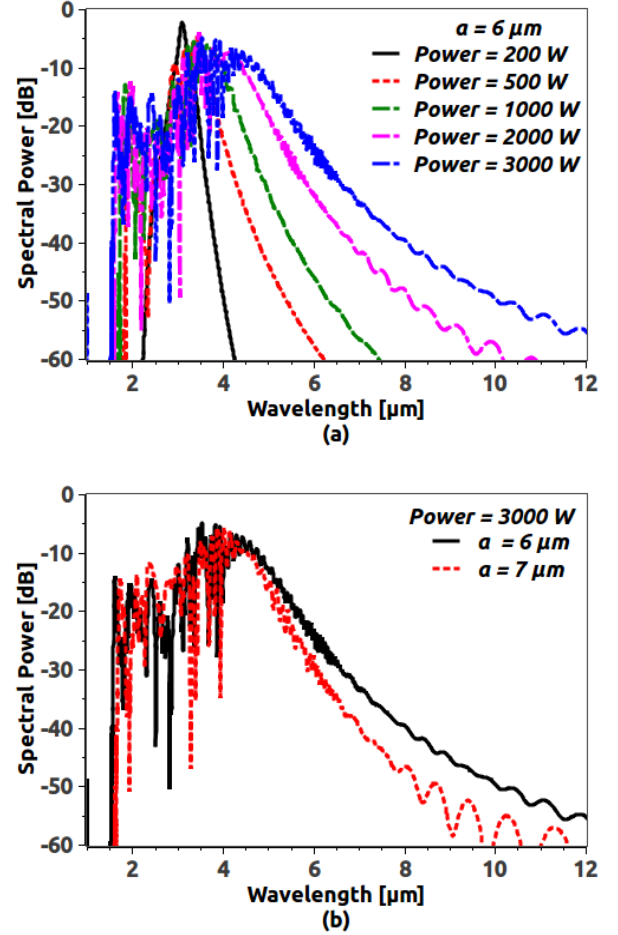 0
-10
-20
-30
-40
-50
-60
Spectral Power [dB]
a = 6 μm
Power = 200 W
Power = 500 W
Power = 1000 W
Power = 2000 W
Power = 3000 W
2 4 6 8 10 12
Wavelength [μm]
(a)
0
-10
-20
-30
-40
-50
-60
Spectral Power [dB]
Power = 3000 W
a = 6 μm
a = 7 μm
2 4 6 8 10 12
Wavelength [μm]
(b)